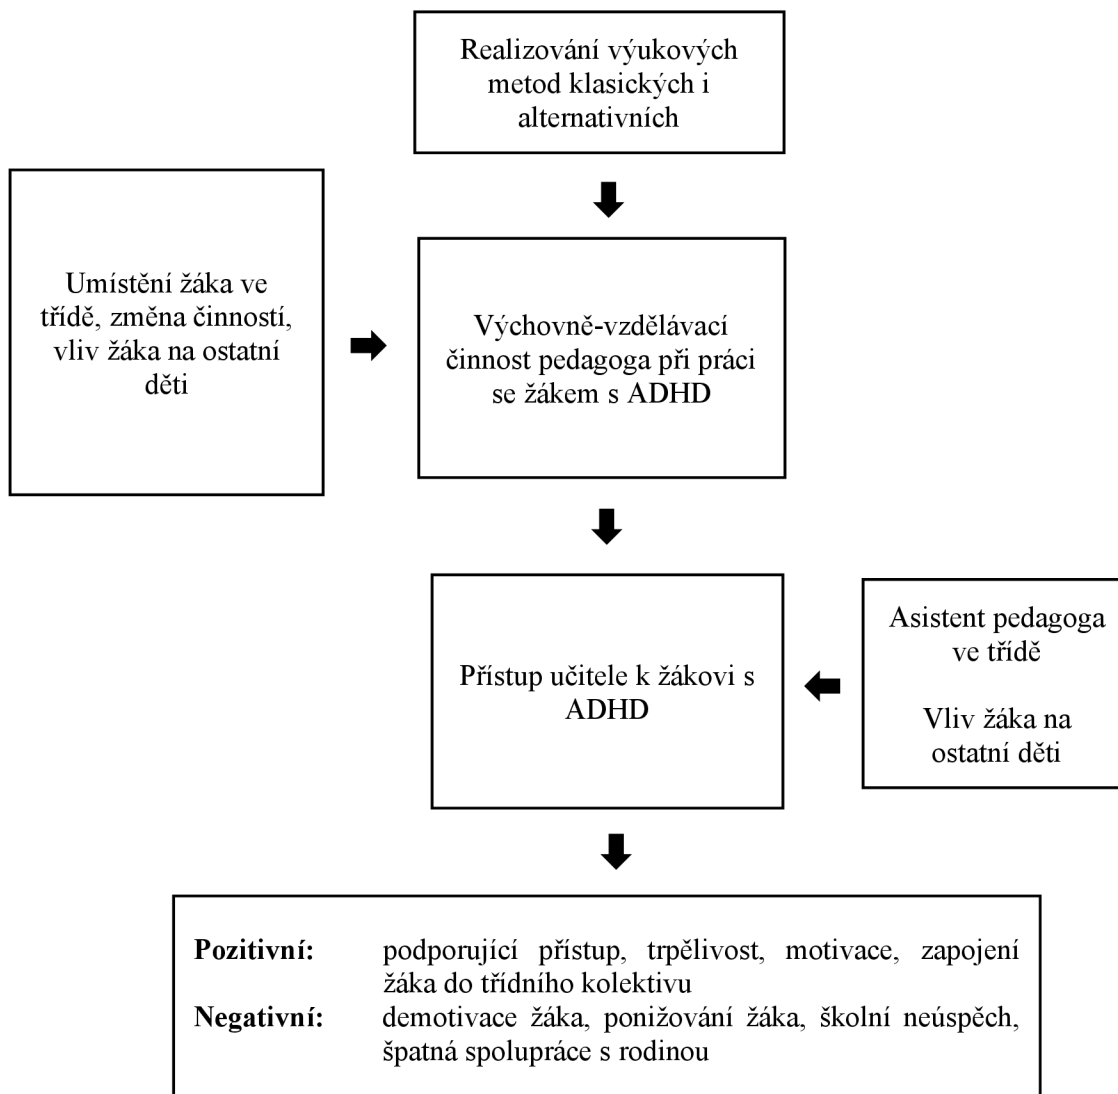 Realizování výukových
metod klasických i
alternativních
Umístění žáka ve
třídě, změna činností,
vliv žáka na ostatní
děti
Výchovně-vzdělávací
činnost pedagoga při práci
se žákem s ADHD
Přístup učitele k žákovi s
ADHD
Asistent pedagoga
ve třídě
Vliv žáka na
ostatní děti
Pozitivní: podporující přístup, trpělivost, motivace, zapojení
žáka do třídního kolektivu
Negativní: demotivace žáka, ponižování žáka, školní neúspěch,
špatná spolupráce s rodinou